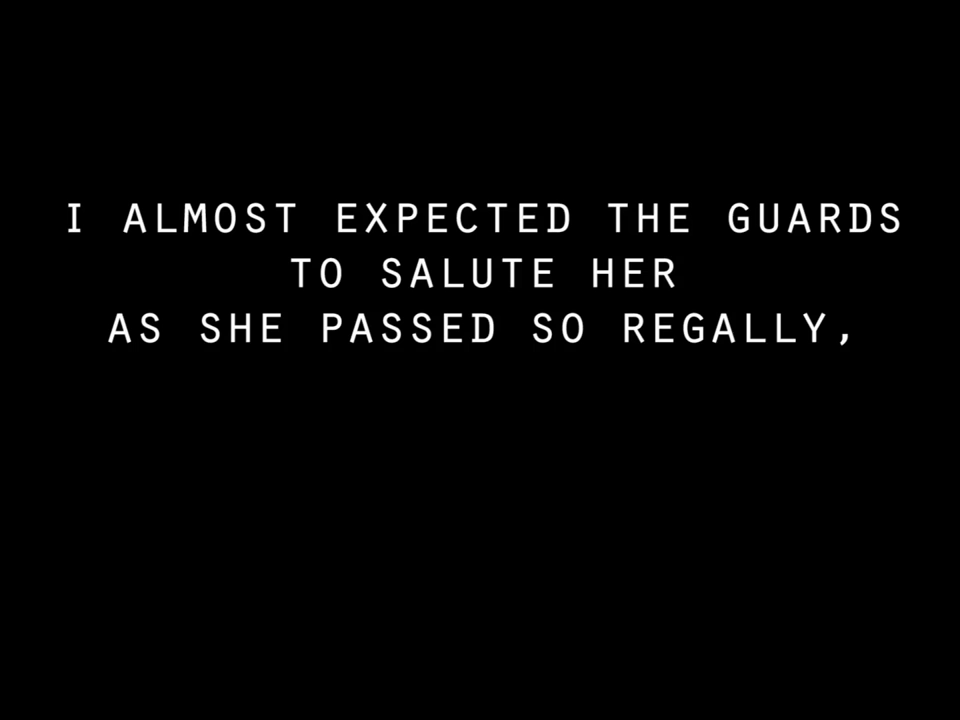 I ALMOST EXPECTED THE GUARDS
TO SALUTE HER
AS SHE PASSED SO REGALLY,